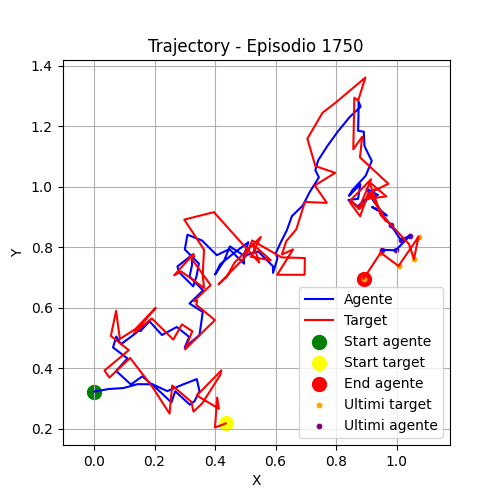 Trajectory - Episodio 1750
1.4
1.2
1.0
0.8
0.6
0.4
0.2
Y
0.0
0.2
0.4
0.6
0.8
1.0
X
Agente
Target
Start agente
Start target
End agente
Ultimi target
Ultimi agente